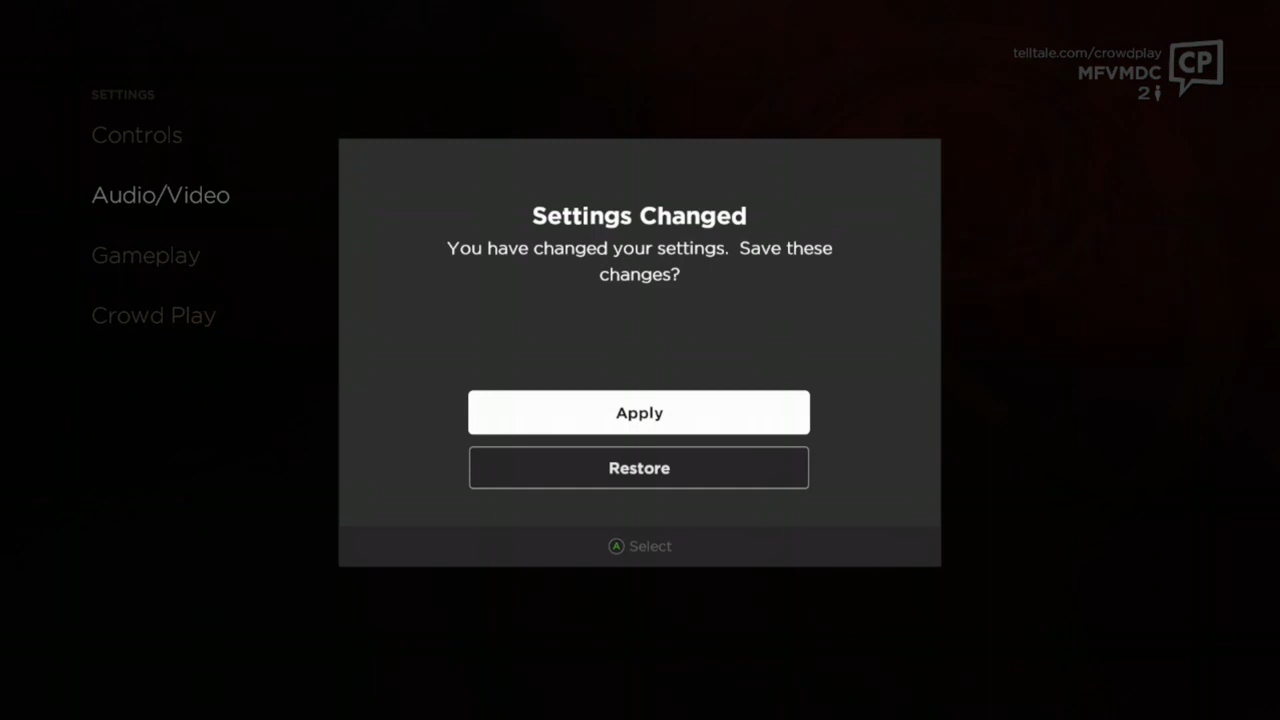 telltale.com/crowdplay
MFVMDC
CP
2
SETTINGS
Controls
Audio/Video
Gameplay
Crowd Play
Settings Changed
You have changed your settings.  Save these
changes?
Apply
Restore
A Select